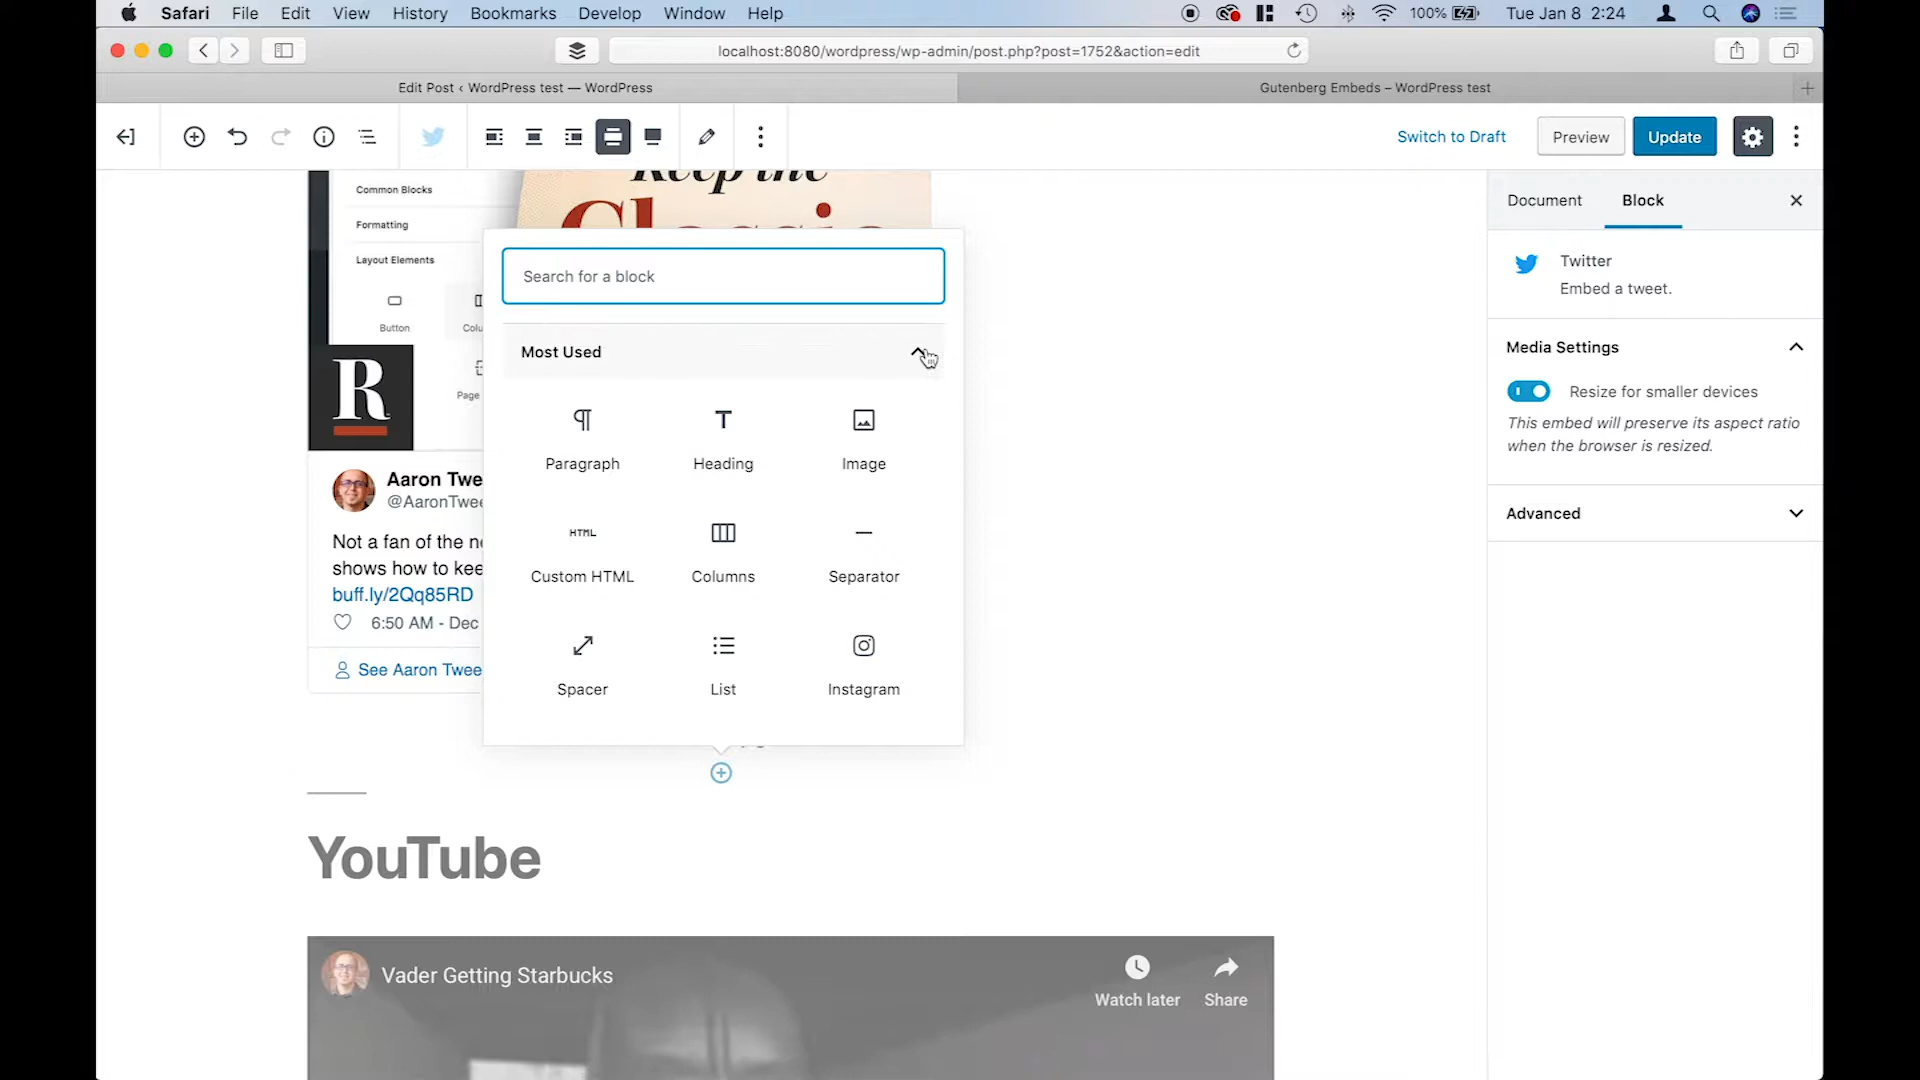 Safari File Edit View History Bookmarks Develop Window Help 100% Tue Jan 8 2:24
localhost:8080/wordpress/wp-admin/post.php?post=1752&action=edit
Edit Post ‹ WordPress test — WordPress
Gutenberg Embeds – WordPress test
Switch to Draft
Preview
Update
Common Blocks
Formatting
Layout Elements
Button
Colu
Page
Keep the
Classic
R
Aaron Twe
@AaronTwee
Not a fan of the ne
shows how to kee
buff.ly/2Qq85RD
6:50 AM - Dec
See Aaron Twee
Search for a block
Most Used
Paragraph
Heading
Image
HTML
Custom HTML
Columns
Separator
Spacer
List
Instagram
YouTube
Vader Getting Starbucks
Watch later
Share
Document
Block
Twitter
Embed a tweet.
Media Settings
Resize for smaller devices
This embed will preserve its aspect ratio
when the browser is resized.
Advanced